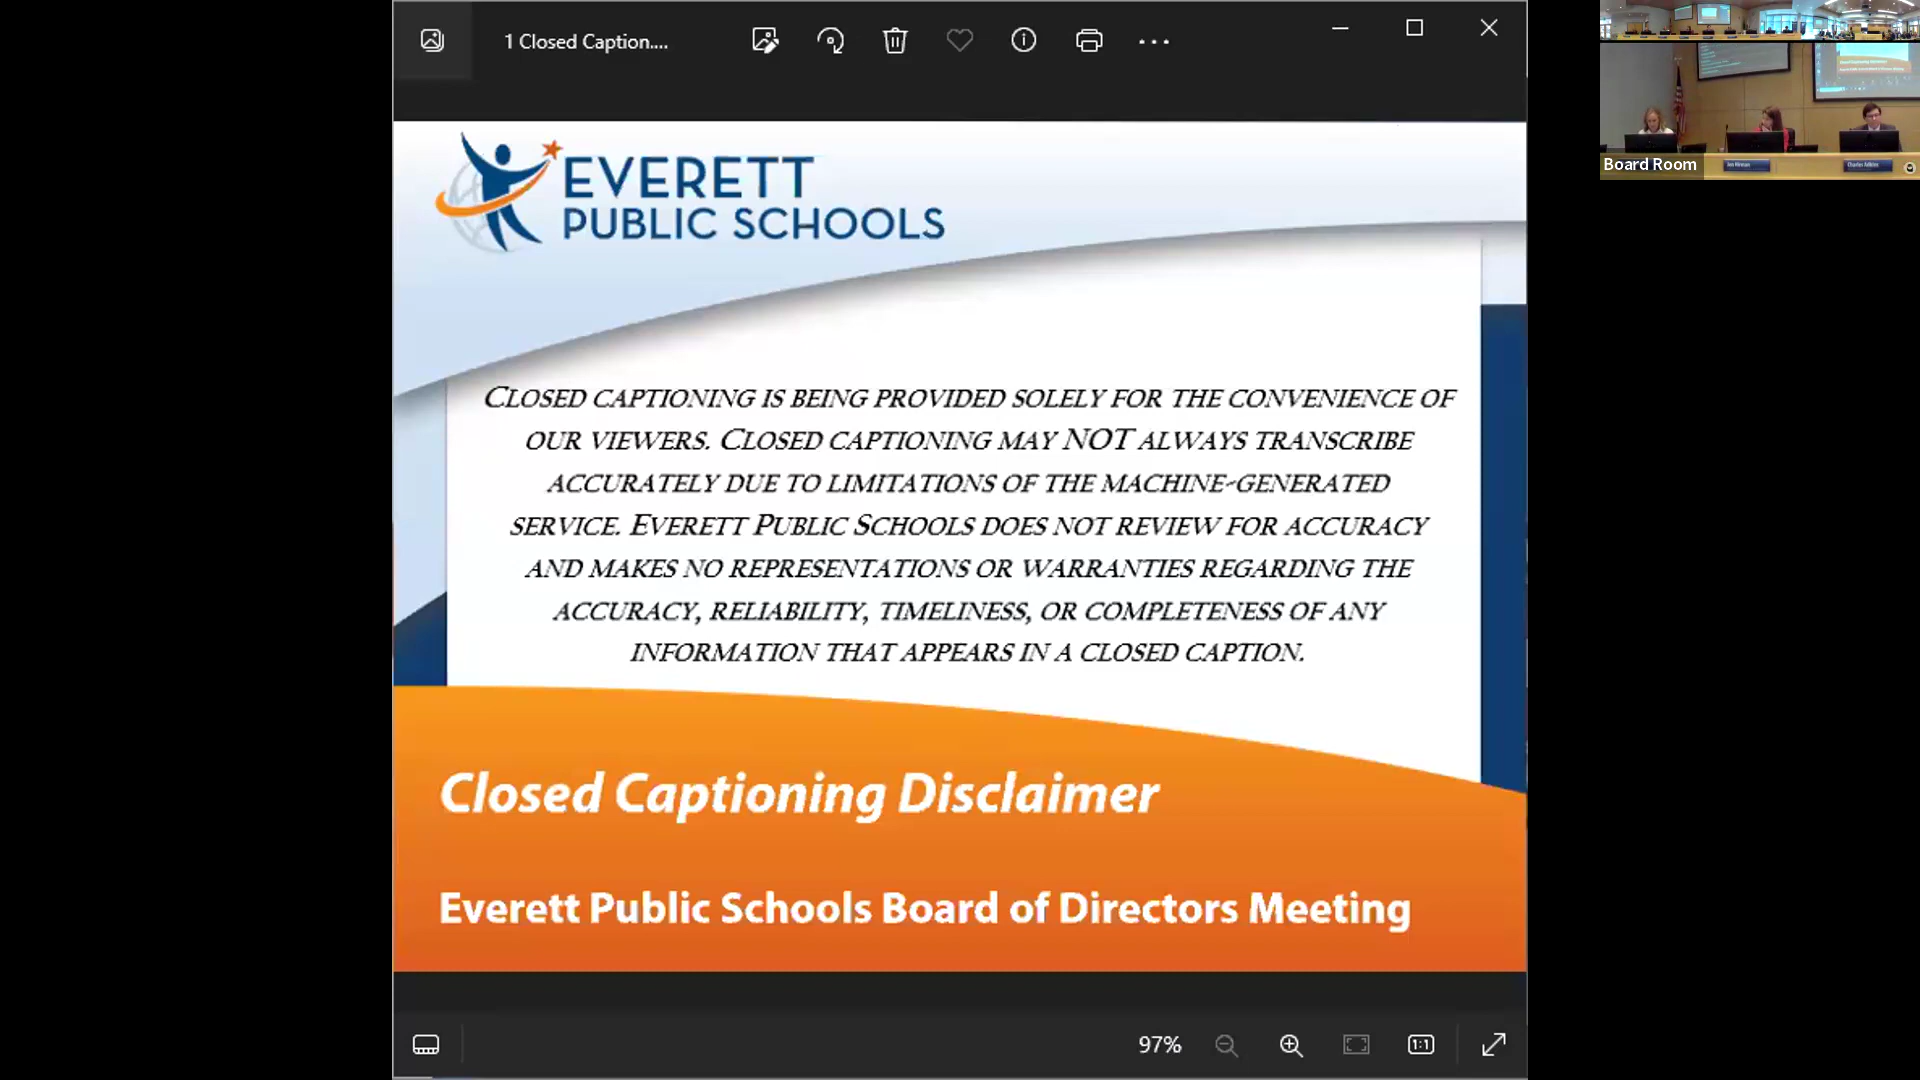 1 Closed Caption....
EVERETT
PUBLIC SCHOOLS
CLOSED CAPTIONING IS BEING PROVIDED SOLELY FOR THE CONVENIENCE OF
OUR VIEWERS. CLOSED CAPTIONING MAY NOT ALWAYS TRANSCRIBE
ACCURATELY DUE TO LIMITATIONS OF THE MACHINE-GENERATED
SERVICE. EVERETT PUBLIC SCHOOLS DOES NOT REVIEW FOR ACCURACY
AND MAKES NO REPRESENTATIONS OR WARRANTIES REGARDING THE
ACCURACY, RELIABILITY, TIMELINESS, OR COMPLETENESS OF ANY
INFORMATION THAT APPEARS IN A CLOSED CAPTION.
Closed Captioning Disclaimer
Everett Public Schools Board of Directors Meeting
97%
1:1
Board Room